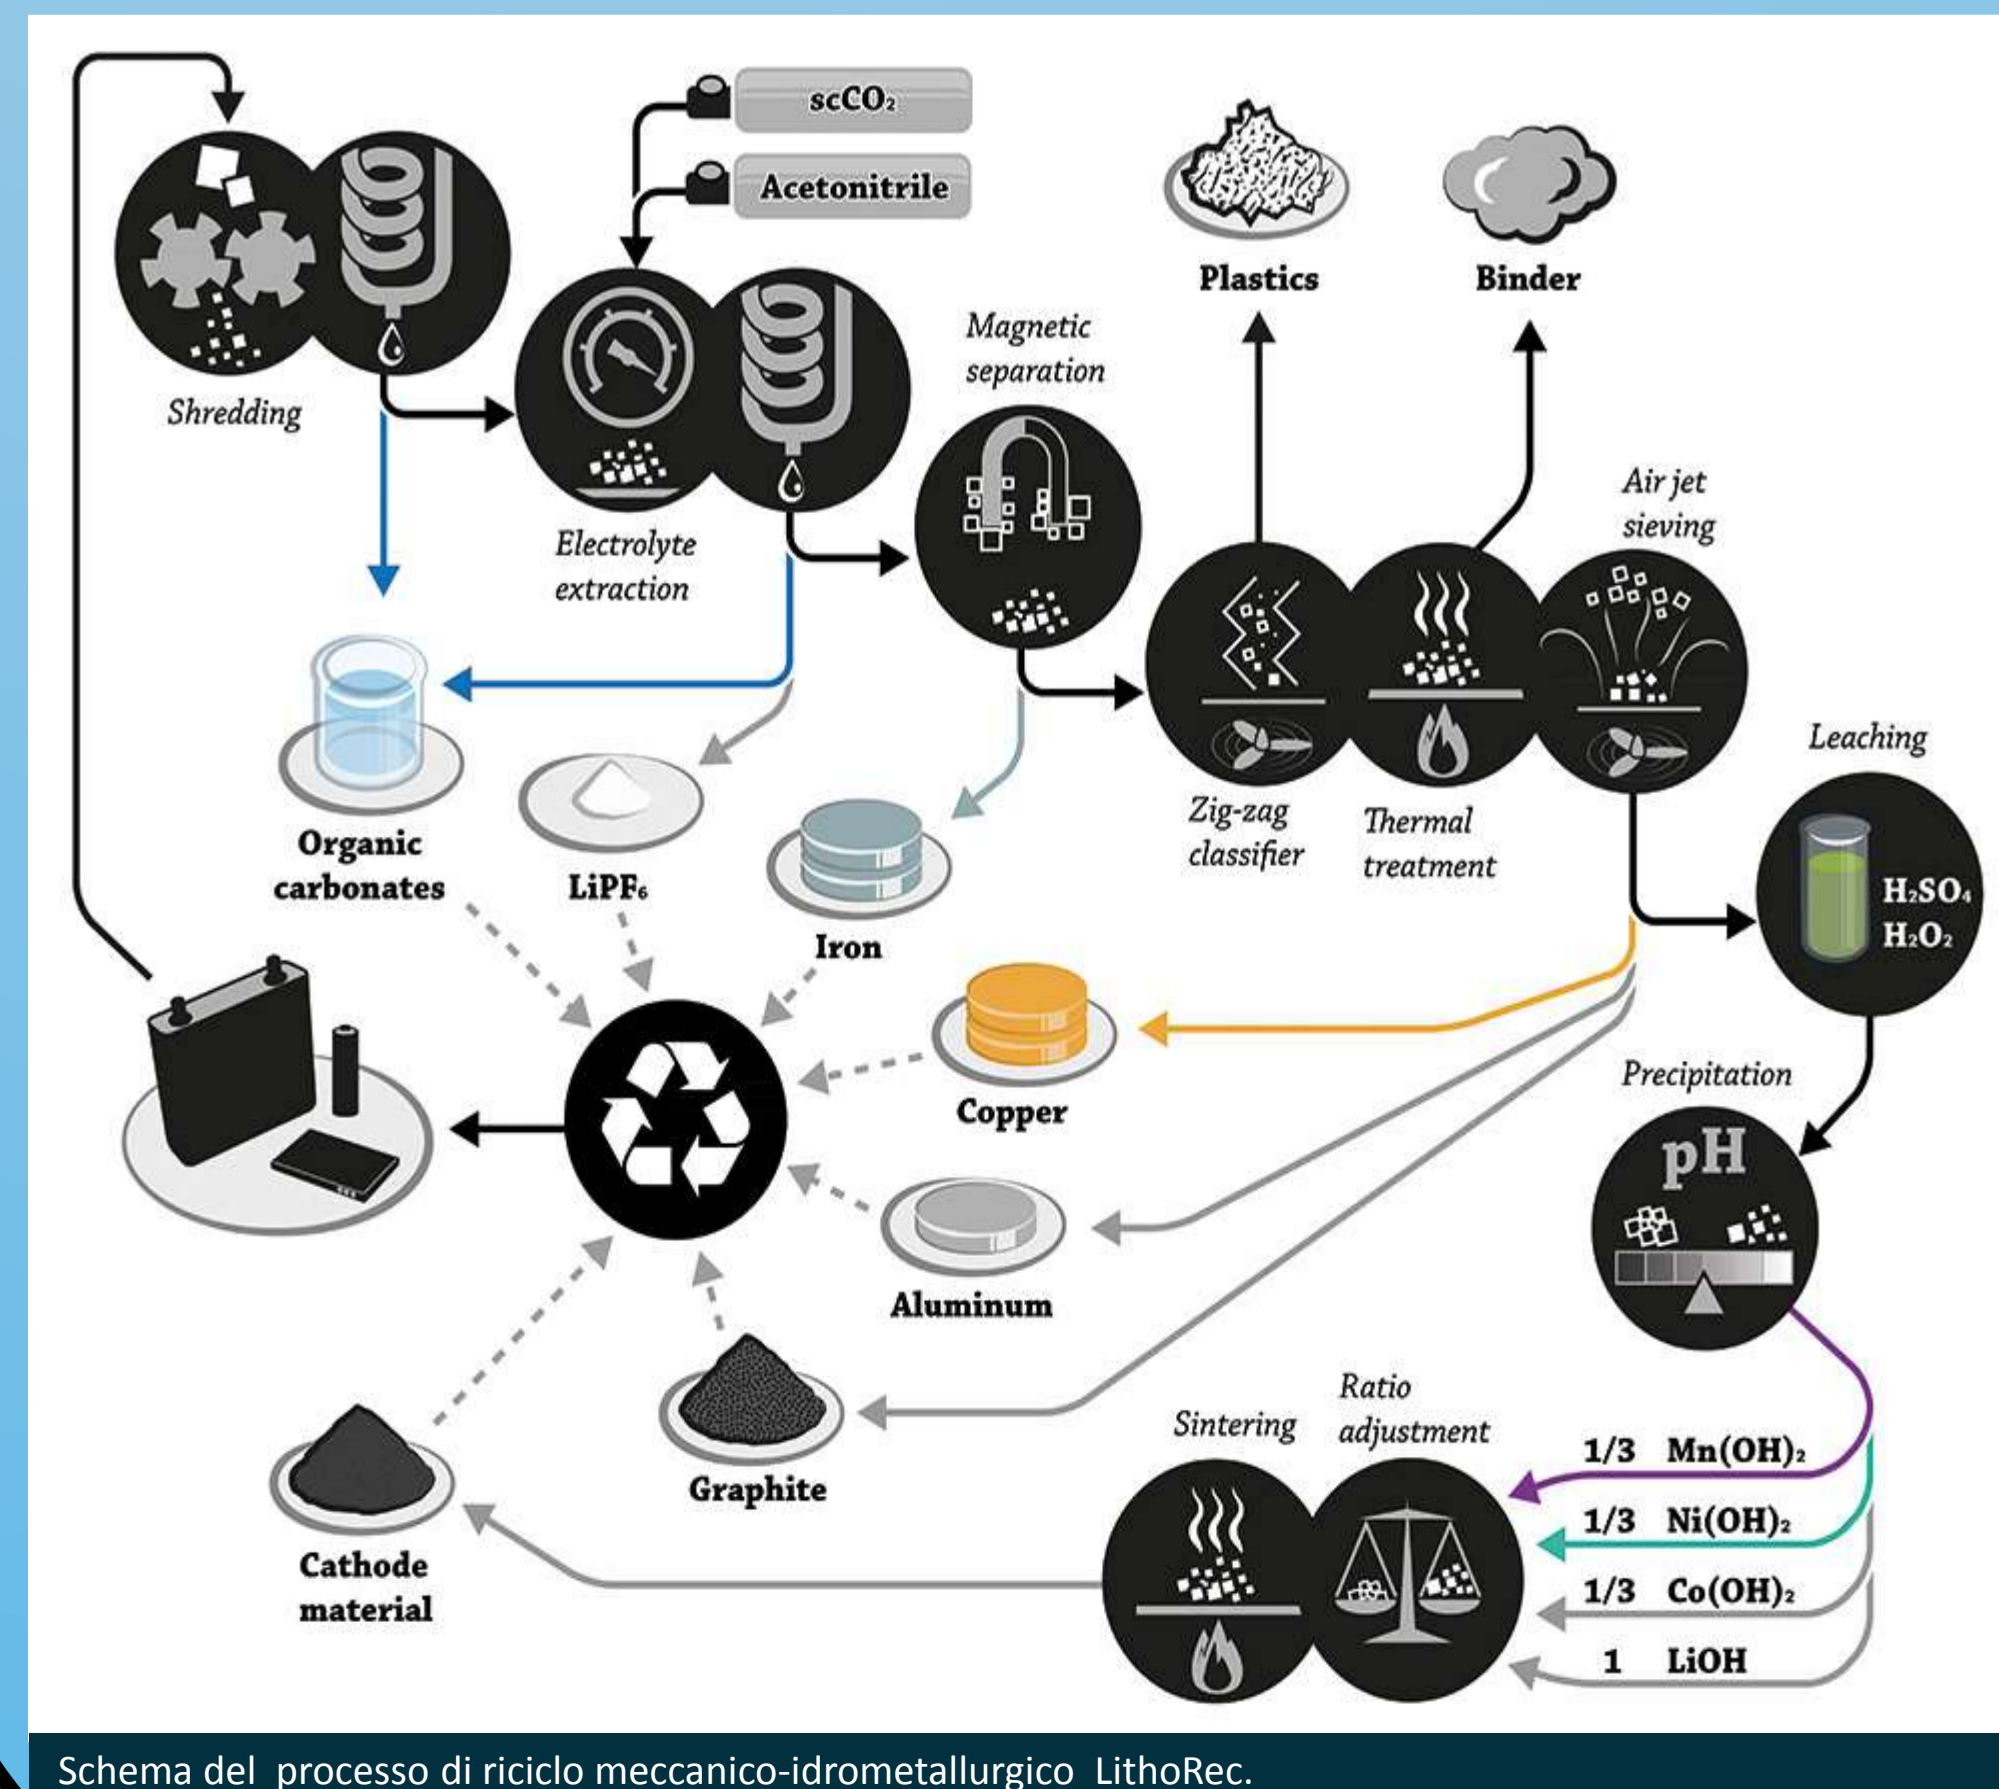 scCO₂
Acetonitrile
Shredding
Electrolyte
extraction
Magnetic
separation
Plastics
Binder
Air jet
sieving
Zig-zag
classifier
Thermal
treatment
Leaching
H₂SO₄
H₂O₂
Organic
carbonates
LiPF₆
Iron
Copper
Aluminum
Graphite
Cathode
material
Precipitation
pH
Sintering
Ratio
adjustment
1/3 Mn(OH)₂
1/3 Ni(OH)₂
1/3 Co(OH)₂
1 LiOH
Schema del processo di riciclo meccanico-idrometallurgico LithoRec.